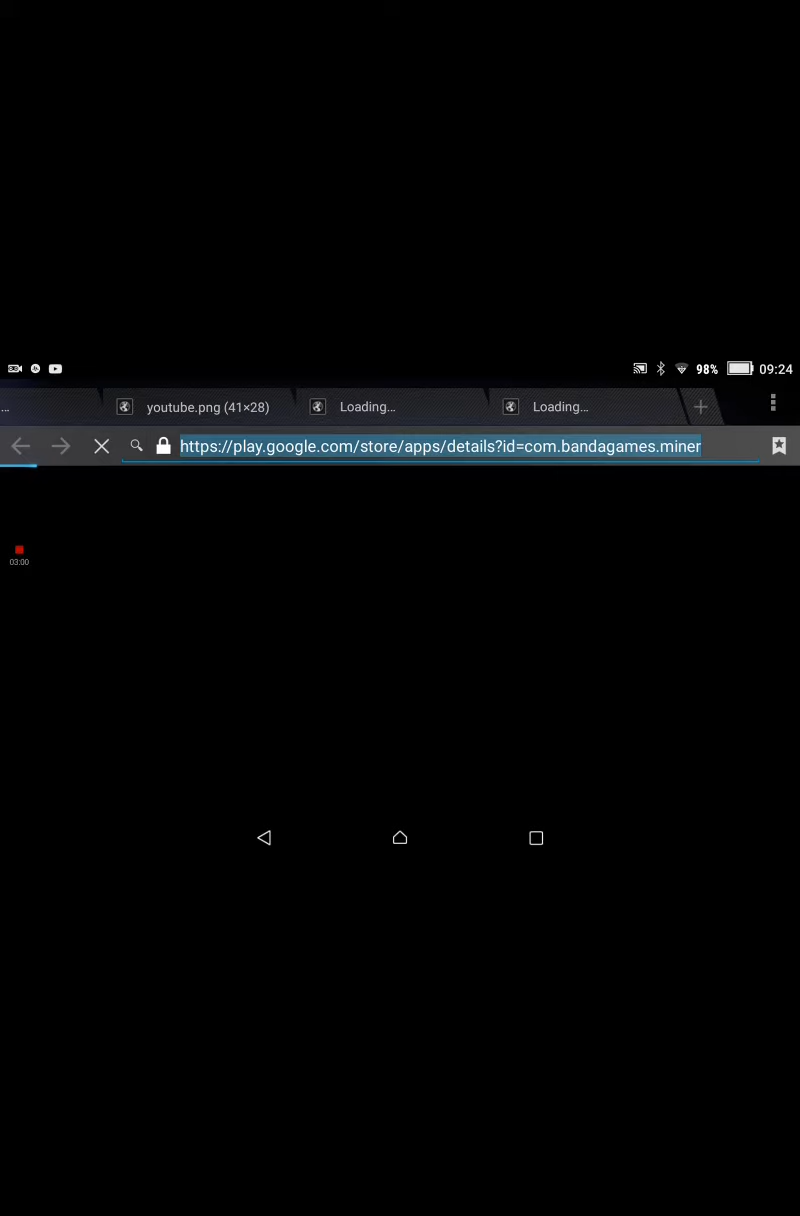 98% 09:24
... youtube.png (41×28) Loading... Loading...
https://play.google.com/store/apps/details?id=com.bandagames.miner
03:00